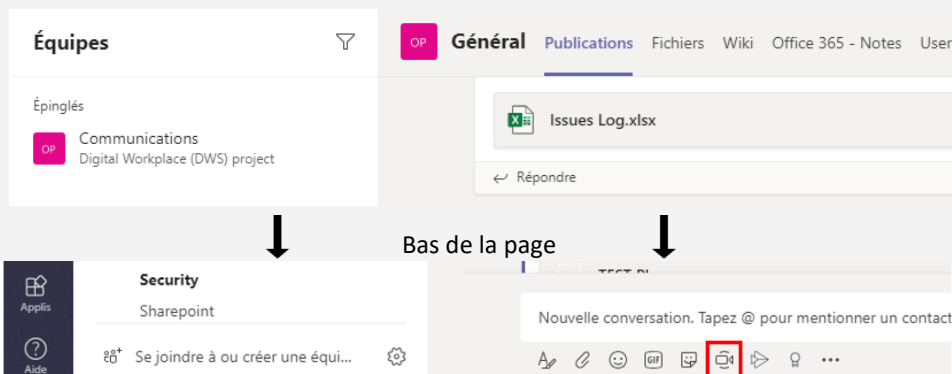 Équipes
OP Général Publications Fichiers Wiki Office 365 - Notes User
Épinglés
OP Communications
Digital Workplace (DWS) project
Issues Log.xlsx
Répondre
Bas de la page
Applis
Security
Sharepoint
Nouvelle conversation. Tapez @ pour mentionner un contact
Aide
Se joindre à ou créer une équi...
GIF